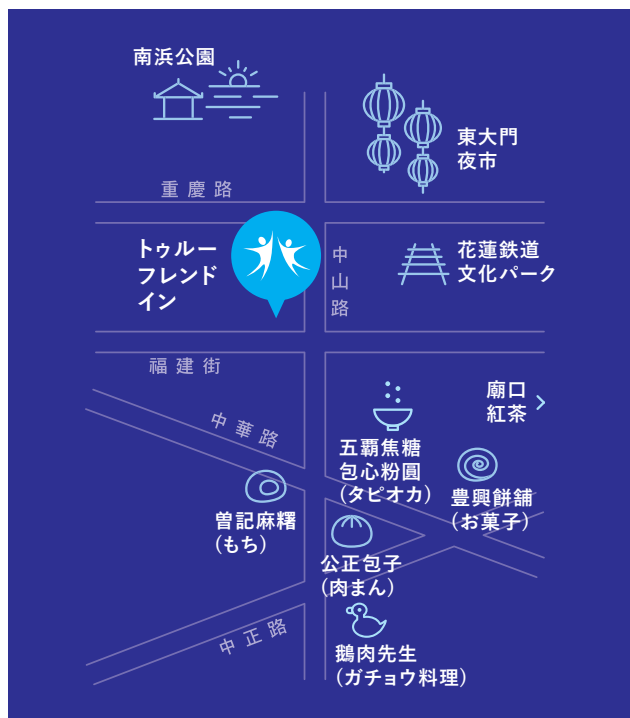 南浜公園
東大門
夜市
重慶路
トゥルー
フレンド
イン
中山路
花蓮鉄道
文化パーク
福建街
廟口
紅茶
中華路
五覇焦糖
包心粉圓
(タピオカ)
豊興餅舗
(お菓子)
曽記麻糬
(もち)
公正包子
(肉まん)
中正路
鵝肉先生
(ガチョウ料理)